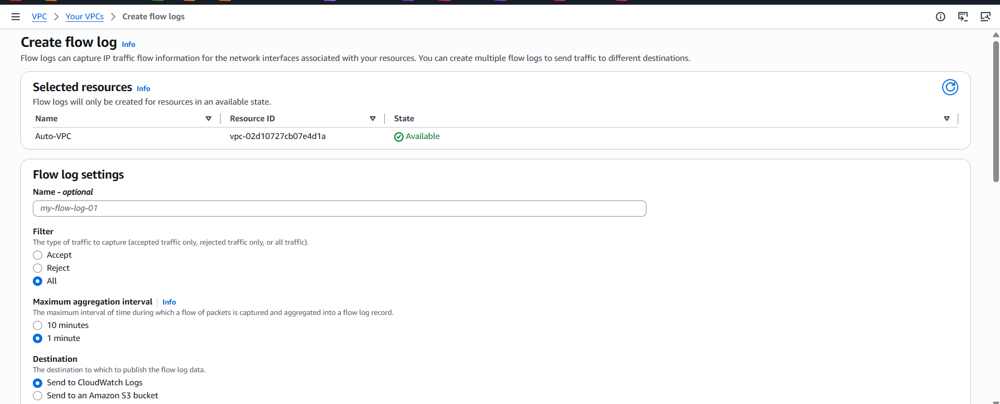 VPC > Your VPCs > Create flow logs
Create flow log Info
Flow logs can capture IP traffic flow information for the network interfaces associated with your resources. You can create multiple flow logs to send traffic to different destinations.
Selected resources Info
Flow logs will only be created for resources in an available state.
Name Resource ID State
Auto-VPC vpc-02d10727cb07e4d1a Available
Flow log settings
Name - optional
my-flow-log-01
Filter
The type of traffic to capture (accepted traffic only, rejected traffic only, or all traffic).
Accept
Reject
All
Maximum aggregation interval Info
The maximum interval of time during which a flow of packets is captured and aggregated into a flow log record.
10 minutes
1 minute
Destination
The destination to which to publish the flow log data.
Send to CloudWatch Logs
Send to an Amazon S3 bucket